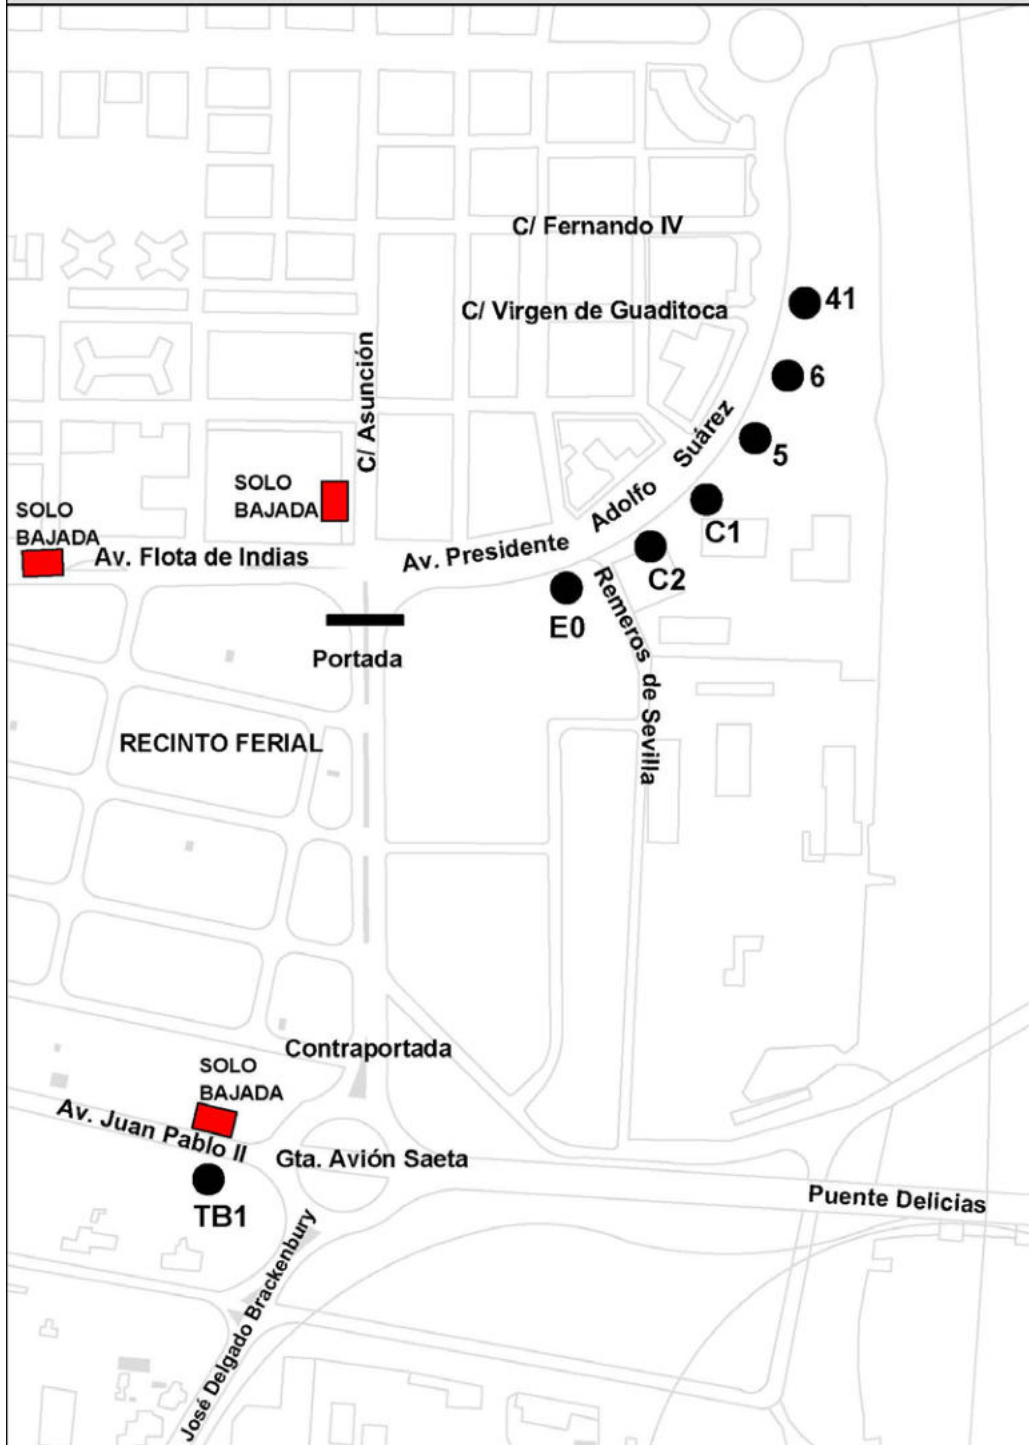 C/ Fernando IV
41
C/ Virgen de Guaditoca
6
C/ Asunción
Av. Presidente Adolfo Suárez
5
SOLO
BAJADA
SOLO
BAJADA
C1
Av. Flota de Indias
C2
E0
Remeros de Sevilla
Portada
RECINTO FERIAL
Contraportada
SOLO
BAJADA
Av. Juan Pablo II
Gta. Avión Saeta
Puente Delicias
TB1
José Delgado Brackenbury